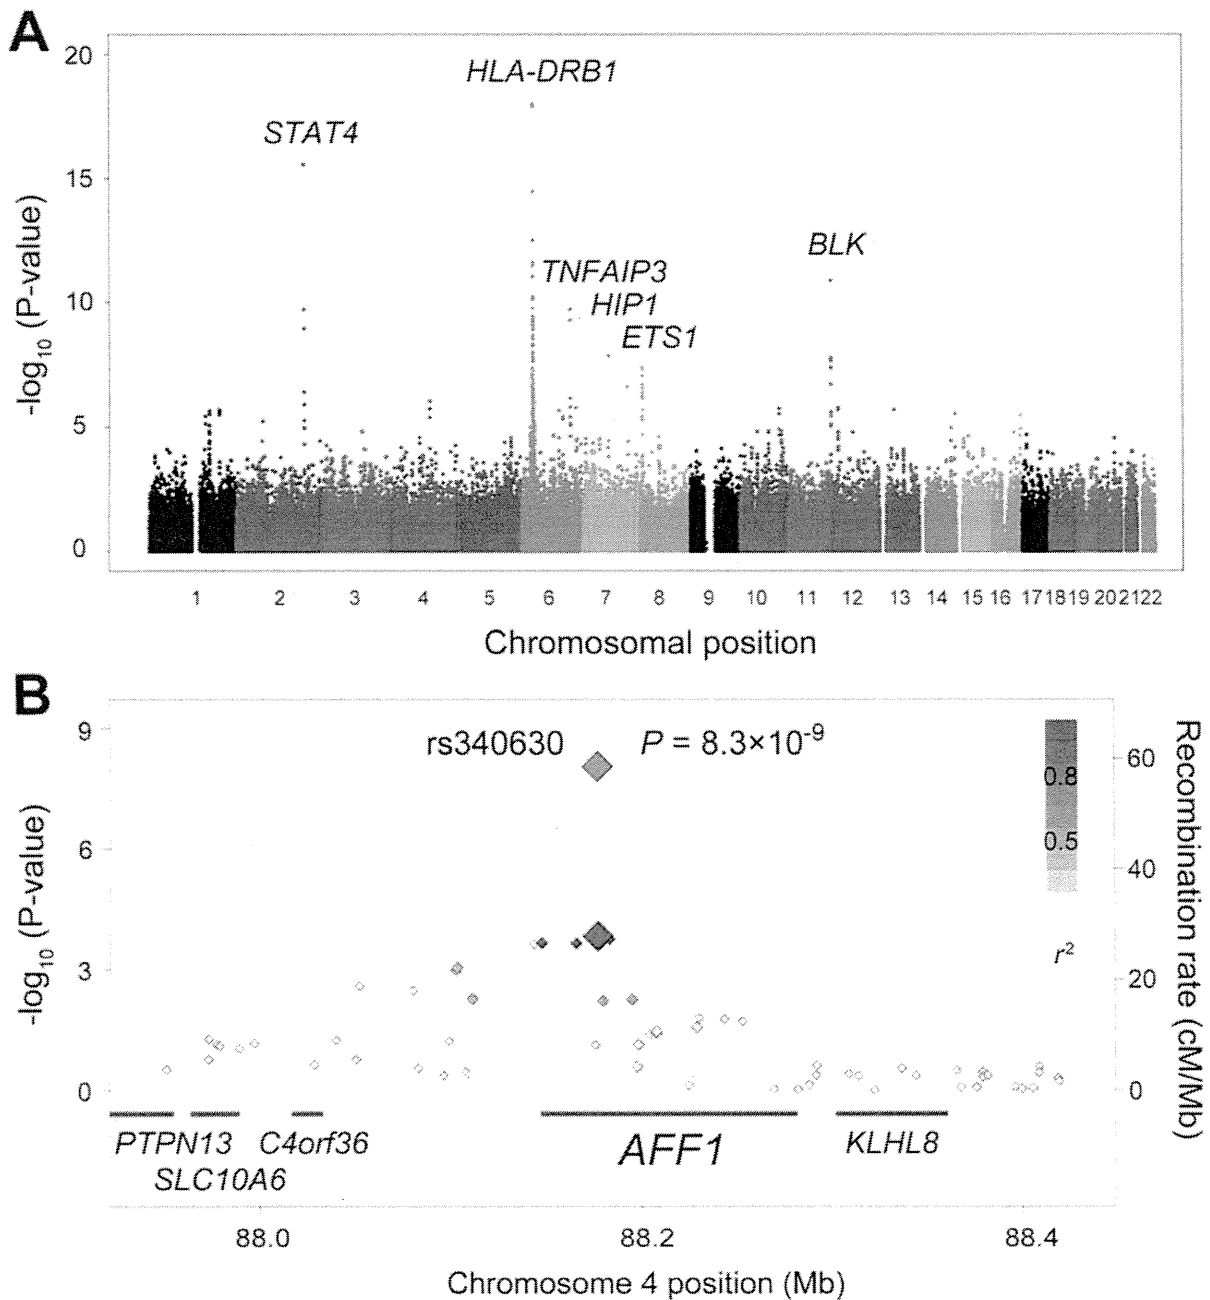 A
-log10 (P-value)
20
15
10
5
0
HLA-DRB1
STAT4
BLK
TNFAIP3
HIP1
ETS1
1 2 3 4 5 6 7 8 9 10 11 12 13 14 15 16 17 18 19 20 21 22
Chromosomal position
B
-log10 (P-value)
9
6
3
0
rs340630 P = 8.3×10-9
0.8
0.5
r2
60
40
20
0
Recombination rate (cM/Mb)
PTPN13 C4orf36 AFF1 KLHL8
SLC10A6
88.0 88.2 88.4
Chromosome 4 position (Mb)